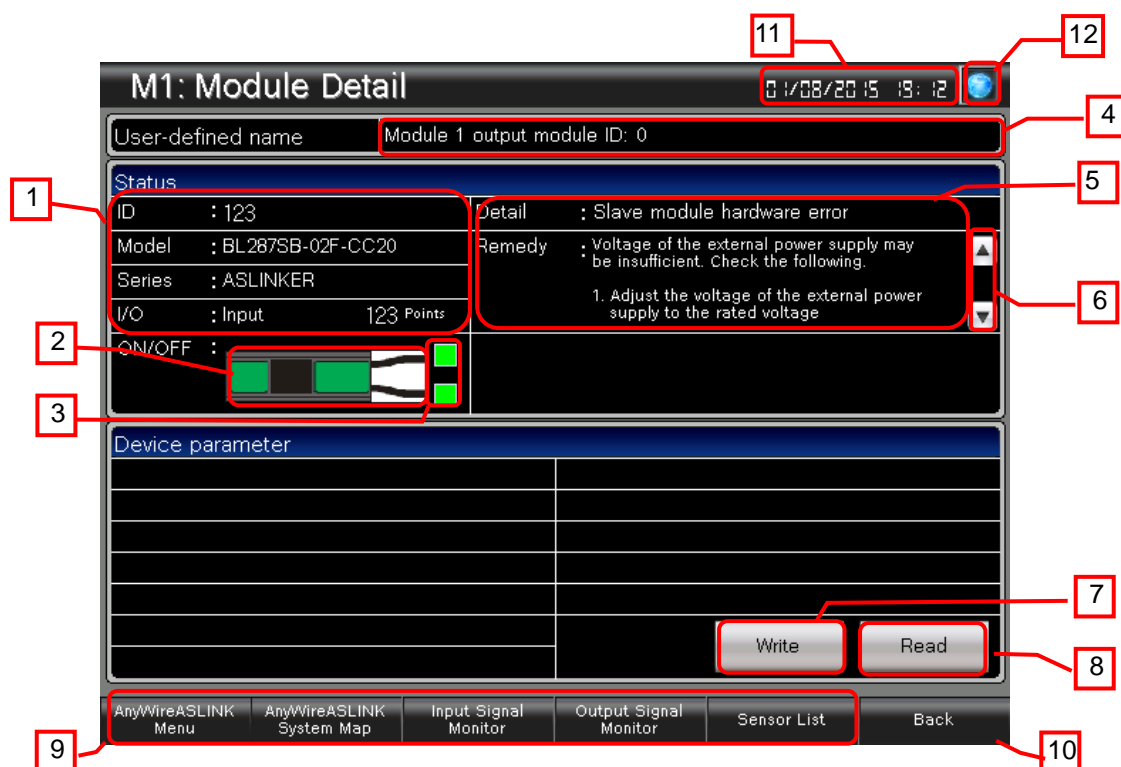 11
12
M1: Module Detail
01/08/2015 19:12
4
User-defined name
Module 1 output module ID: 0
5
Status
1
ID : 123
Detail : Slave module hardware error
Model : BL287SB-02F-CC20
Remedy : Voltage of the external power supply may
be insufficient. Check the following.
Series : ASLINKER
1. Adjust the voltage of the external power
supply to the rated voltage
6
I/O : Input 123 Points
2
ON/OFF :
3
Device parameter
7
Write
Read
8
AnyWireASLINK
Menu
AnyWireASLINK
System Map
Input Signal
Monitor
Output Signal
Monitor
Sensor List
Back
9
10